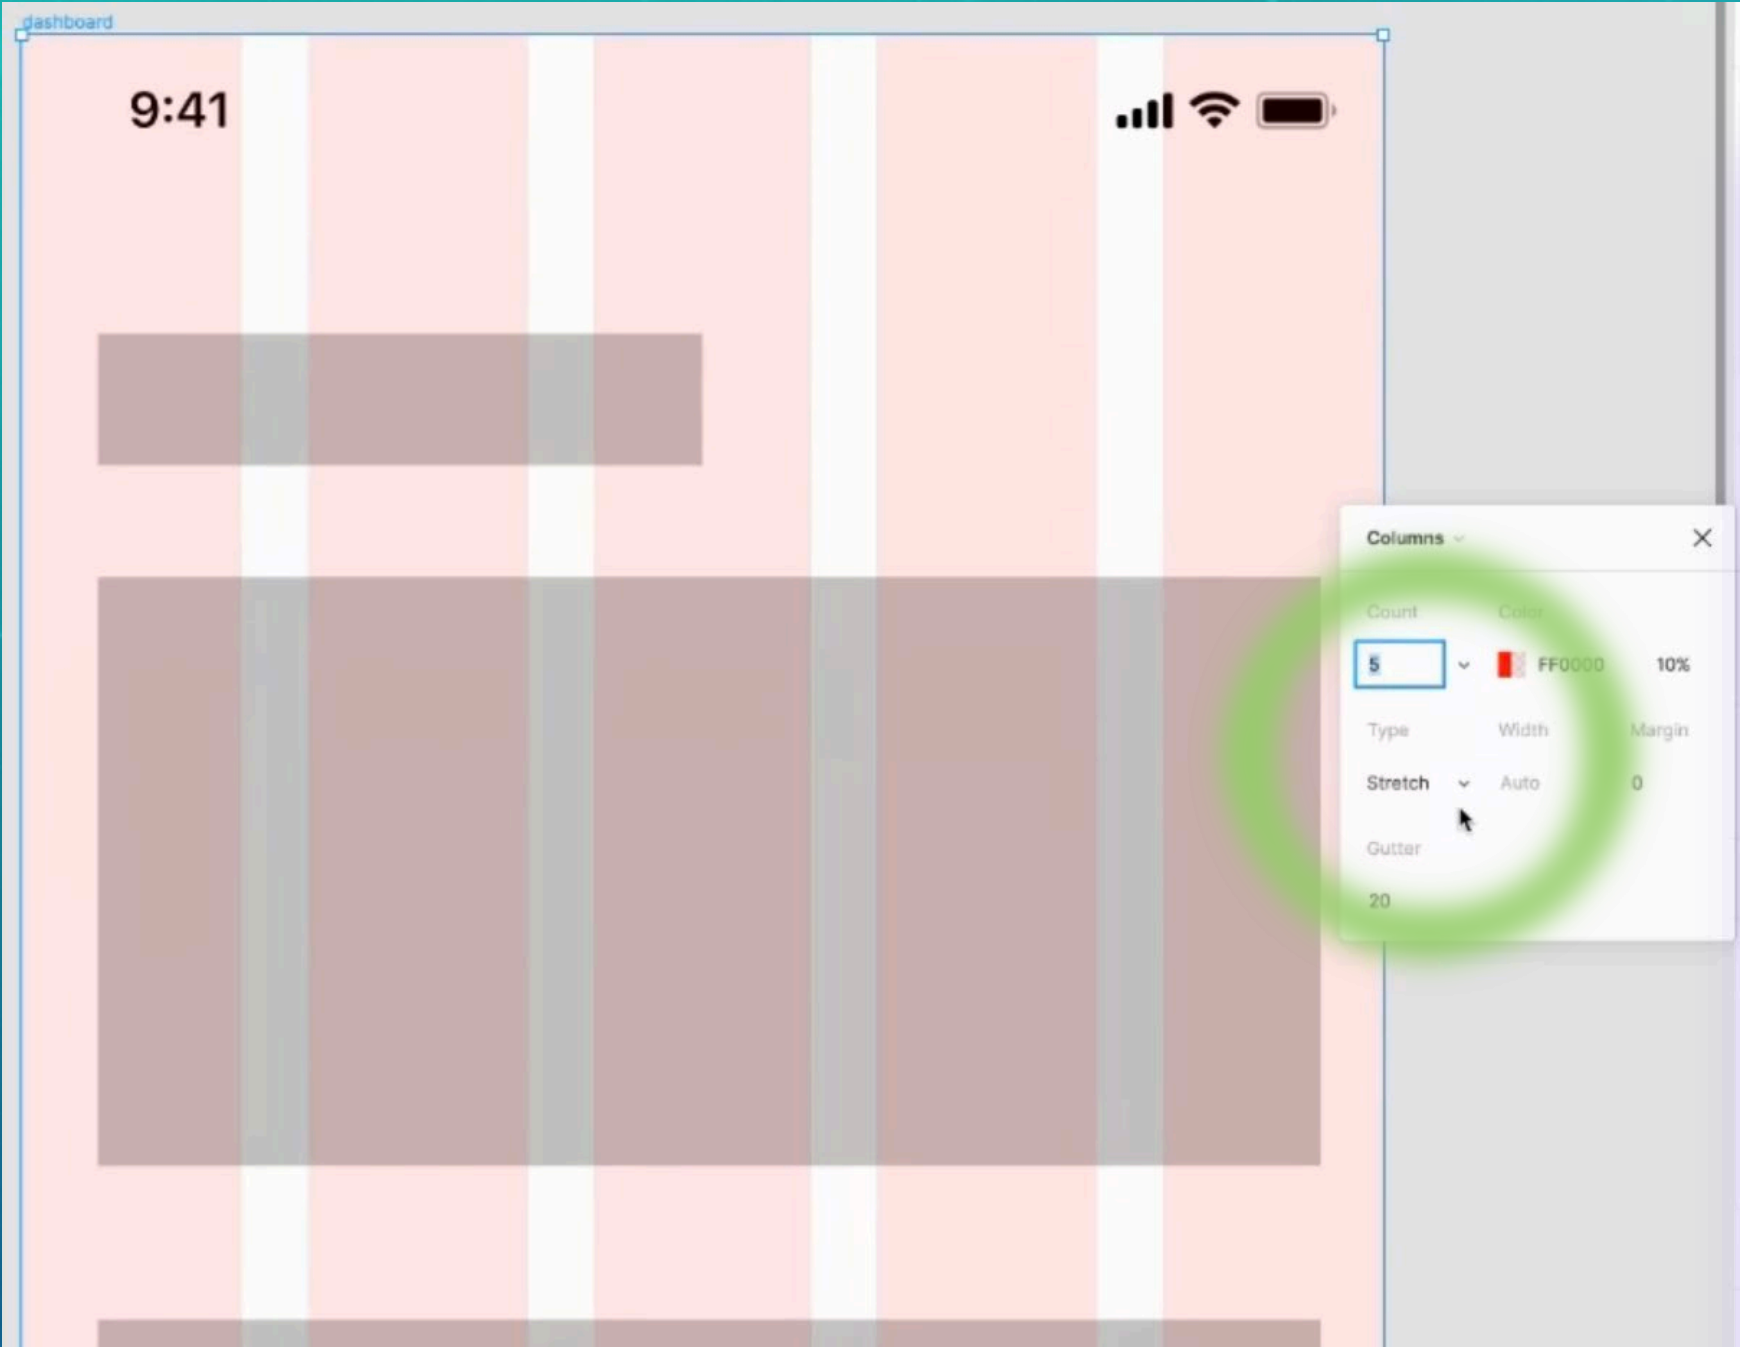 dashboard
9:41
Columns
Count Color
5 FF0000 10%
Type Width Margin
Stretch Auto 0
Gutter
20